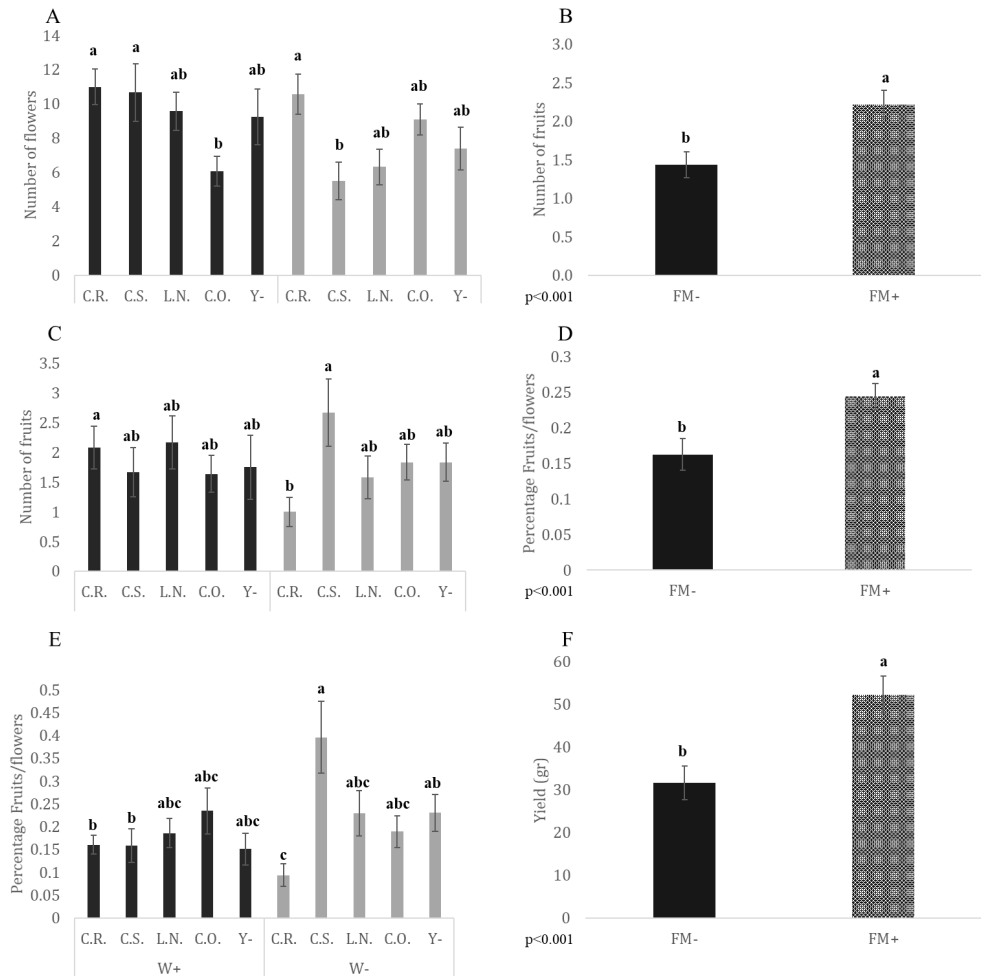 A
Number of flowers
14
12
10
8
6
4
2
0
a a ab b ab a b ab ab ab
C.R. C.S. L.N. C.O. Y- C.R. C.S. L.N. C.O. Y-
B
Number of fruits
3.0
2.5
2.0
1.5
1.0
0.5
0.0
b a
p<0.001 FM- FM+
C
Number of fruits
3.5
3
2.5
2
1.5
1
0.5
0
a ab ab ab ab b a ab ab ab
C.R. C.S. L.N. C.O. Y- C.R. C.S. L.N. C.O. Y-
D
Percentage Fruits/flowers
0.3
0.25
0.2
0.15
0.1
0.05
0
b a
p<0.001 FM- FM+
E
Percentage Fruits/flowers
0.5
0.45
0.4
0.35
0.3
0.25
0.2
0.15
0.1
0.05
0
b b abc abc abc c a abc abc ab
C.R. C.S. L.N. C.O. Y- C.R. C.S. L.N. C.O. Y-
W+ W-
F
Yield (gr)
60
50
40
30
20
10
0
b a
p<0.001 FM- FM+